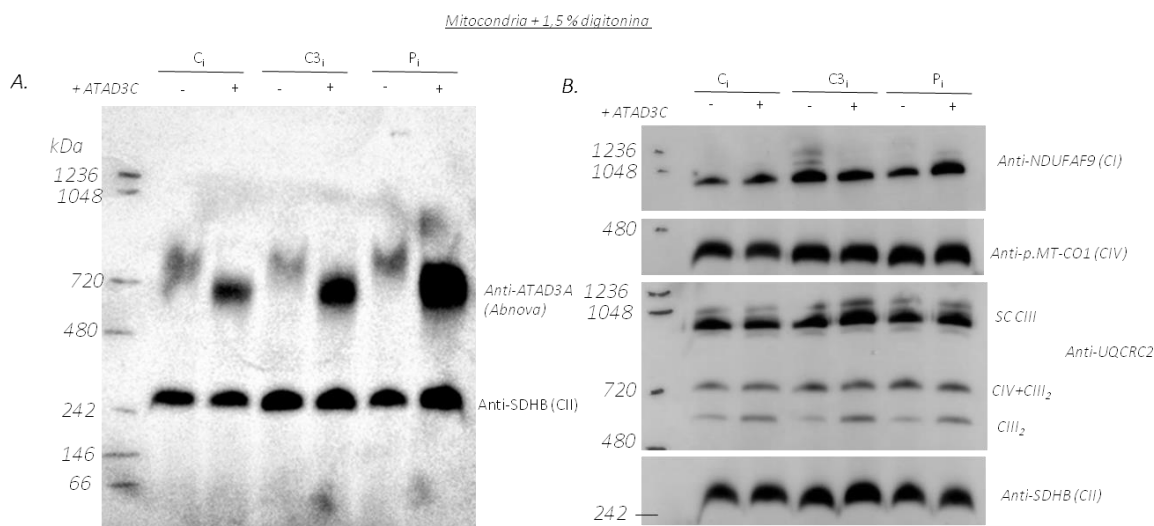 Mitocondria + 1,5 % digitonina
A.
Ci C3i Pi
+ ATAD3C - + - + - +
kDa
1236
1048
720
480
242
146
66
Anti-ATAD3A
(Abnova)
Anti-SDHB (CII)
B.
Ci C3i Pi
+ ATAD3C - + - + - +
1236
1048
Anti-NDUFAF9 (CI)
480
Anti-p.MT-CO1 (CIV)
1236
1048
SC CIII
Anti-UQCRC2
720
CIV+CIII2
CIII2
480
Anti-SDHB (CII)
242